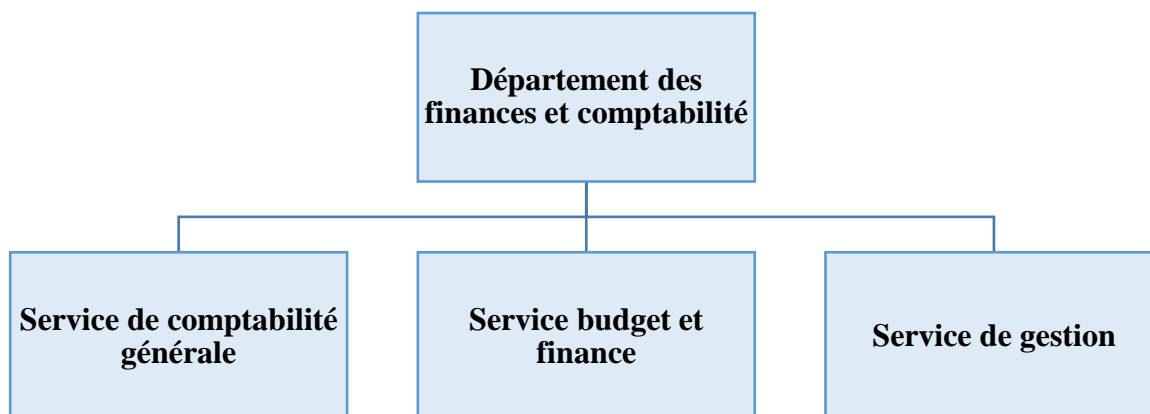 Département des
finances et comptabilité
Service de comptabilité
générale
Service budget et
finance
Service de gestion